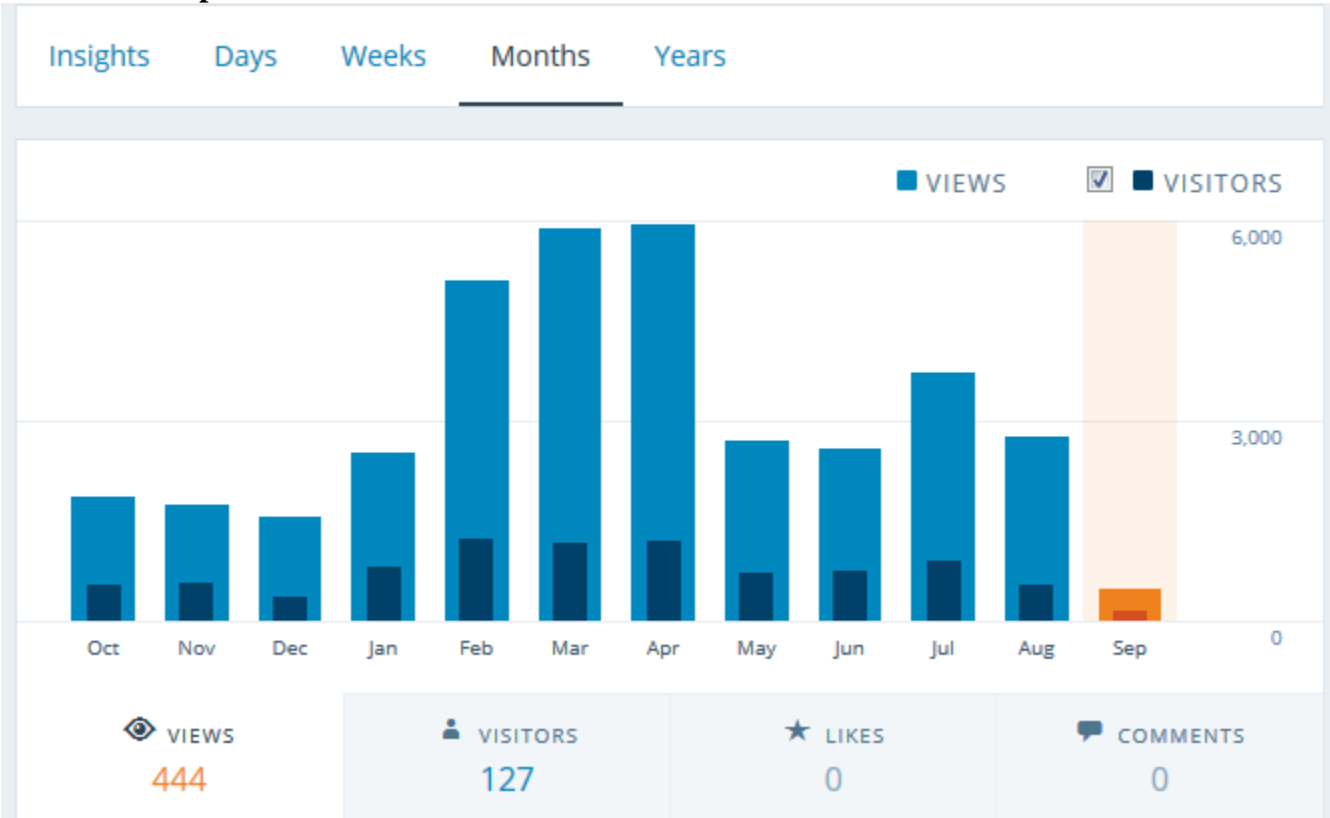 Insights Days Weeks Months Years
VIEWS VISITORS
6,000
3,000
0
Oct Nov Dec Jan Feb Mar Apr May Jun Jul Aug Sep
VIEWS VISITORS LIKES COMMENTS
444 127 0 0